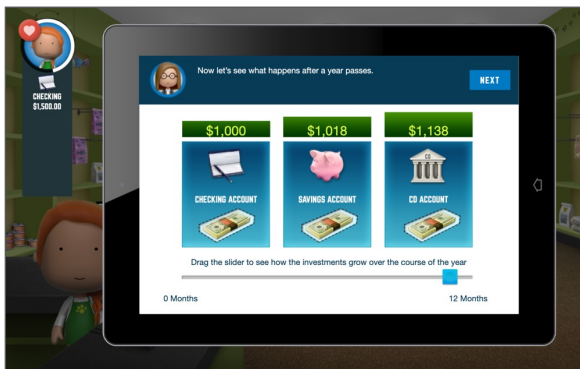 CHECKING
$1,500.00
Now let's see what happens after a year passes.
NEXT
$1,000
$1,018
$1,138
CD
CHECKING ACCOUNT
SAVINGS ACCOUNT
CD ACCOUNT
Drag the slider to see how the investments grow over the course of the year
0 Months
12 Months